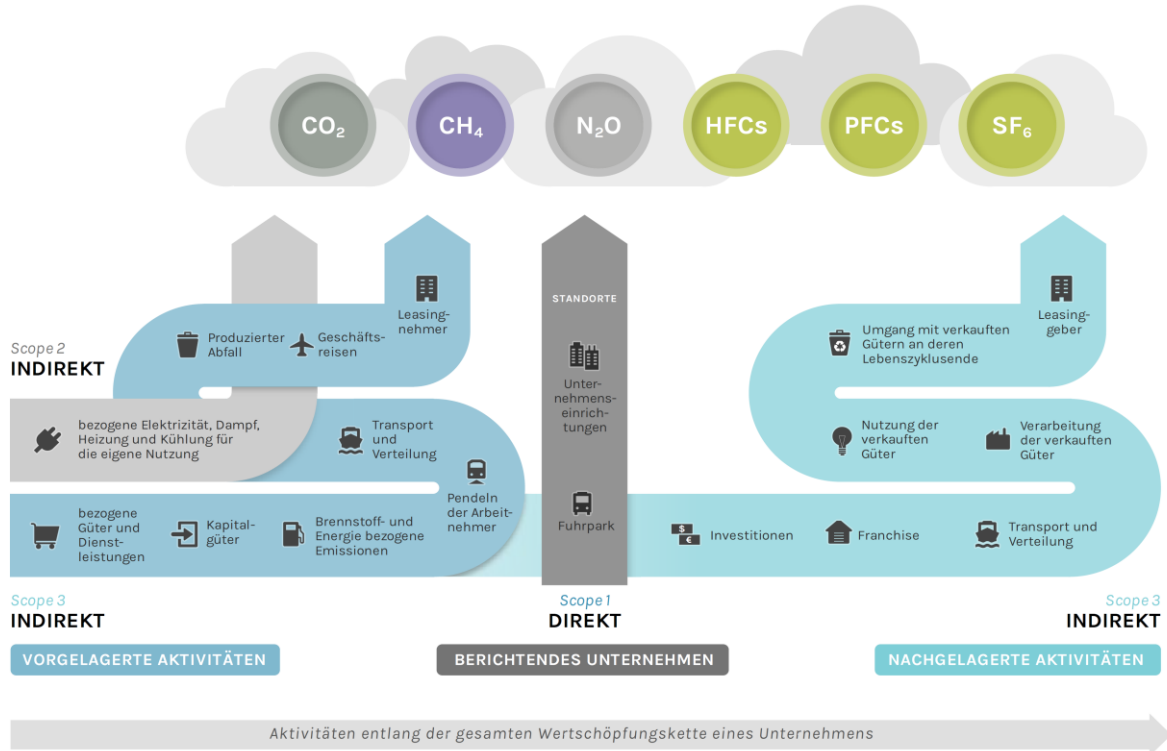 CO₂
CH₄
N₂O
HFCs
PFCs
SF₆
Leasing-
nehmer
Produzierter
Abfall
Geschäfts-
reisen
Scope 2
INDIREKT
bezogene Elektrizität, Dampf,
Heizung und Kühlung für
die eigene Nutzung
Transport
und
Verteilung
Pendeln
der Arbeit-
nehmer
bezogene
Güter und
Dienst-
leistungen
Kapital-
güter
Brennstoff- und
Energie bezogene
Emissionen
Scope 3
INDIREKT
VORGELAGERTE AKTIVITÄTEN
STANDORTE
Unter-
nehmens-
einrich-
tungen
Fuhrpark
Scope 1
DIREKT
BERICHTENDES UNTERNEHMEN
Leasing-
geber
Umgang mit verkauften
Gütern an deren
Lebenszyklusende
Nutzung der
verkauften
Güter
Verarbeitung
der verkauften
Güter
$
€
Investitionen
Franchise
Transport und
Verteilung
Scope 3
INDIREKT
NACHGELAGERTE AKTIVITÄTEN
Aktivitäten entlang der gesamten Wertschöpfungskette eines Unternehmens